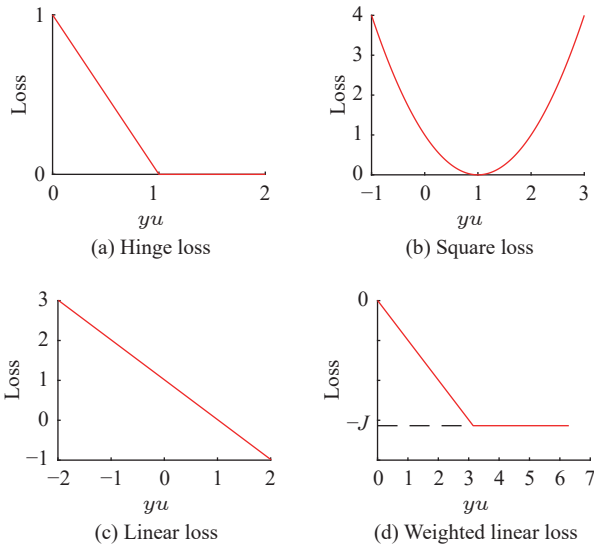 1
Loss
0
0 1 2
yu
(a) Hinge loss
4
3
2
1
0
Loss
−1 0 1 2 3
yu
(b) Square loss
3
2
1
0
−1
Loss
−2 −1 0 1 2
yu
(c) Linear loss
0
Loss
−J
0 1 2 3 4 5 6 7
yu
(d) Weighted linear loss